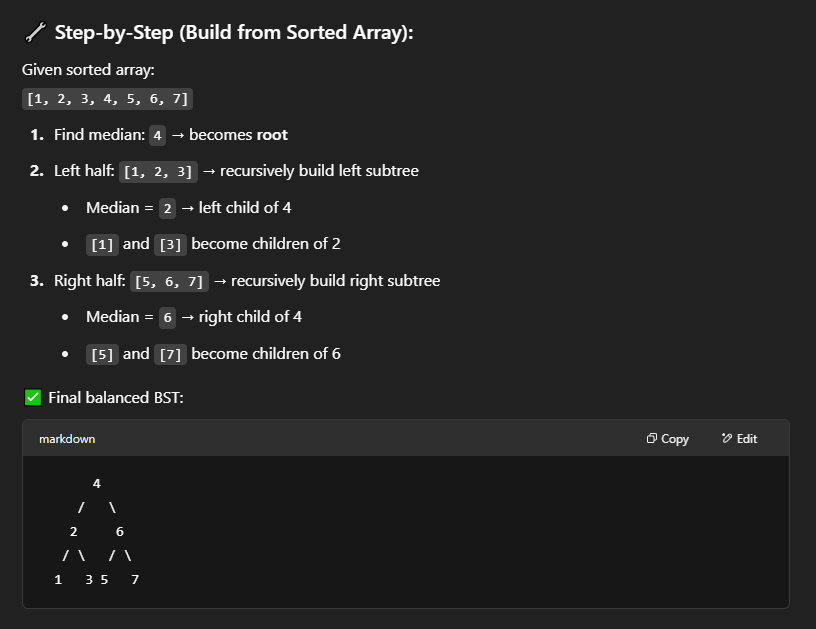 🔧 Step-by-Step (Build from Sorted Array):
Given sorted array:
[1, 2, 3, 4, 5, 6, 7]
1. Find median: 4 → becomes root
2. Left half: [1, 2, 3] → recursively build left subtree
• Median = 2 → left child of 4
• [1] and [3] become children of 2
3. Right half: [5, 6, 7] → recursively build right subtree
• Median = 6 → right child of 4
• [5] and [7] become children of 6
✅ Final balanced BST:
markdown Copy Edit
     4
   /   \
  2     6
 / \   / \
1   3 5   7